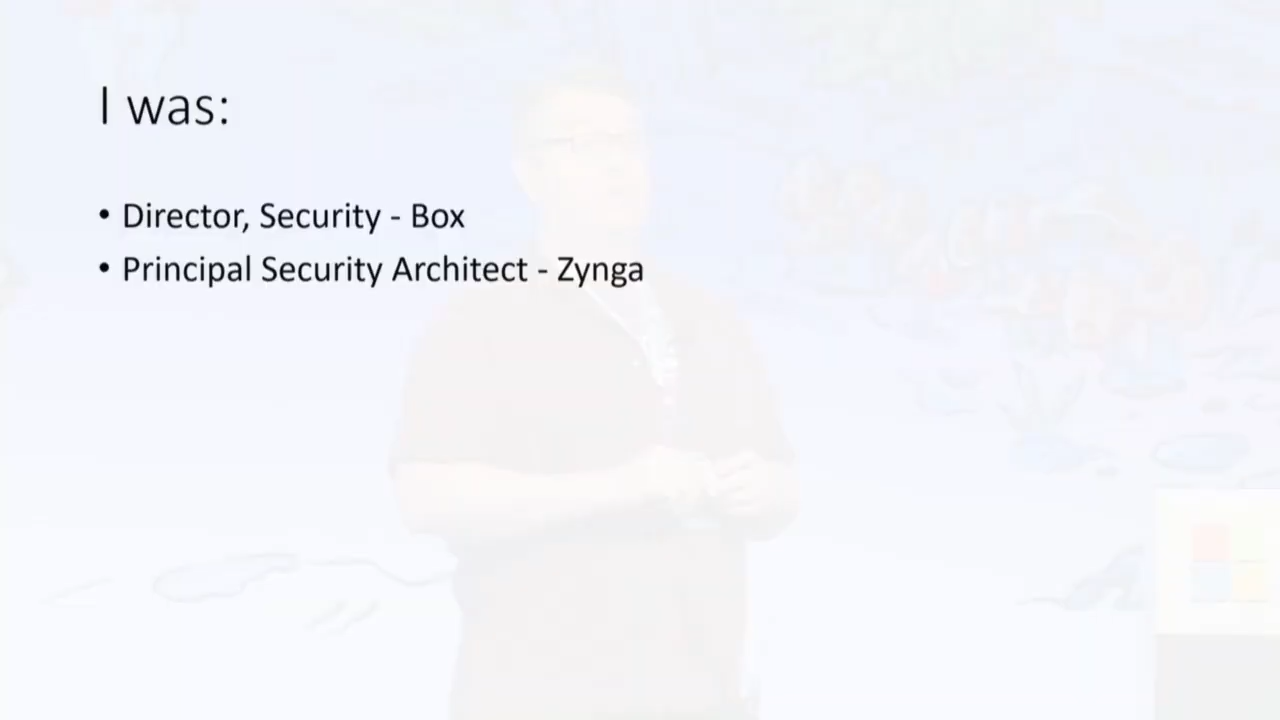 I was:
• Director, Security - Box
• Principal Security Architect - Zynga